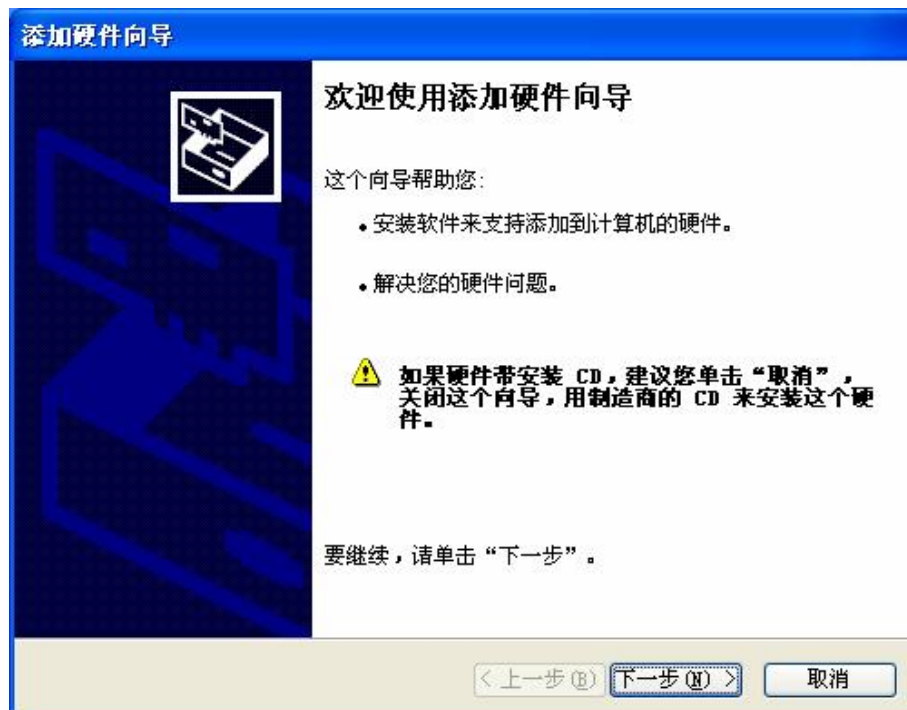 添加硬件向导
欢迎使用添加硬件向导
这个向导帮助您:
•安装软件来支持添加到计算机的硬件。
•解决您的硬件问题。
如果硬件带安装 CD，建议您单击“取消”，
关闭这个向导，用制造商的 CD 来安装这个硬
件。
要继续，请单击“下一步”。
< 上一步(B) 下一步(N) > 取消